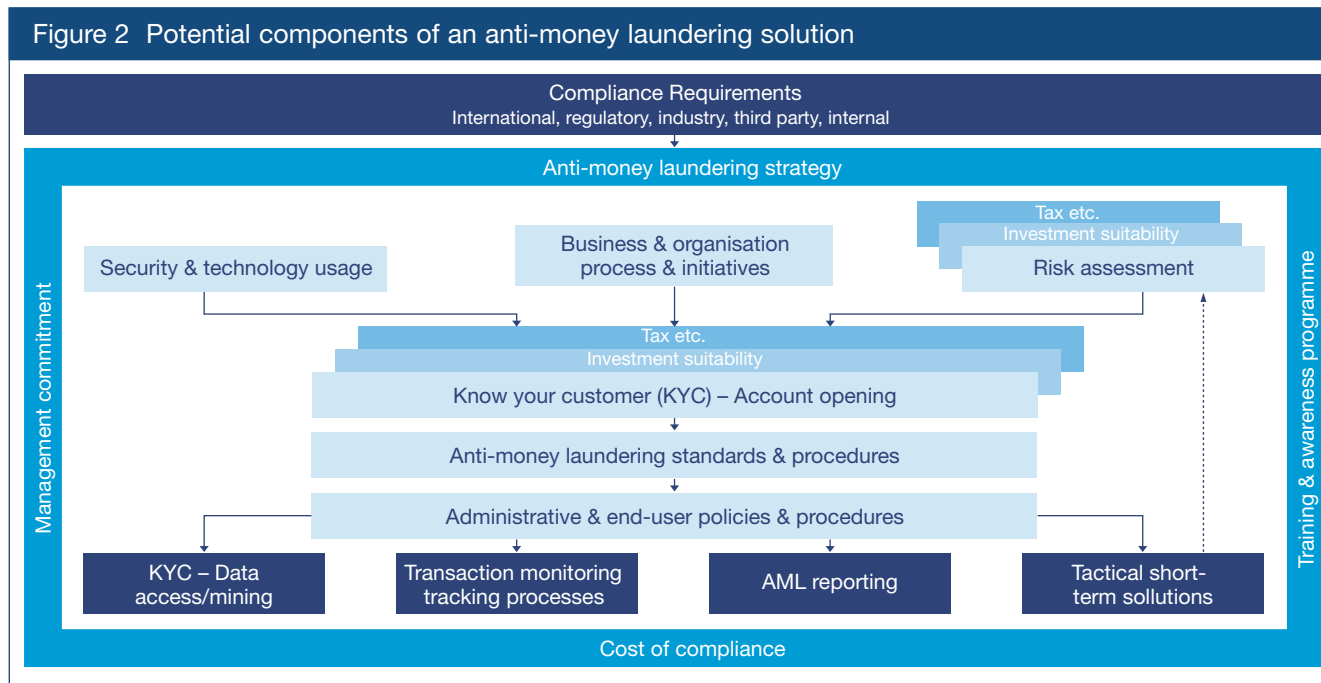 Figure 2 Potential components of an anti-money laundering solution
Compliance Requirements
International, regulatory, industry, third party, internal
Anti-money laundering strategy
Management commitment
Security & technology usage
Business & organisation
process & initiatives
Tax etc.
Investment suitability
Risk assessment
Tax etc.
Investment suitability
Know your customer (KYC) – Account opening
Anti-money laundering standards & procedures
Administrative & end-user policies & procedures
KYC – Data
access/mining
Transaction monitoring
tracking processes
AML reporting
Tactical short-
term sollutions
Training & awareness programme
Cost of compliance